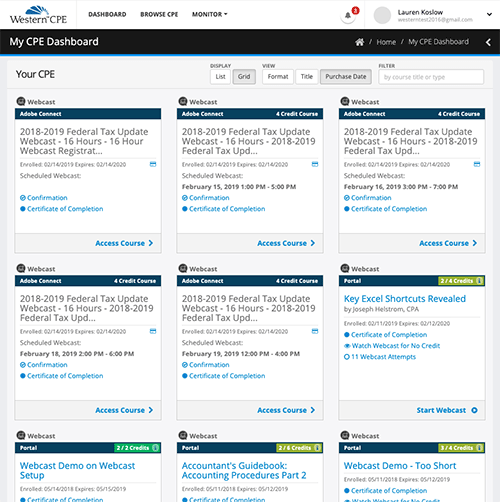 Western CPE
DASHBOARD BROWSE CPE MONITOR
3
Lauren Koslow
westerncest2016@gmail.com
My CPE Dashboard
/ Home / My CPE Dashboard
Your CPE
DISPLAY VIEW FILTER
List Grid Format Title Purchase Date by course title or type
Webcast
Adobe Connect
2018-2019 Federal Tax Update
Webcast - 16 Hours - 16 Hour
Webcast Registrat...
Enrolled: 02/14/2019 Expires: 02/14/2020
Scheduled Webcast:
Confirmation
Certificate of Completion
Access Course
Webcast
Adobe Connect 4 Credit Course
2018-2019 Federal Tax Update
Webcast - 16 Hours - 2018-2019
Federal Tax Upd...
Enrolled: 02/14/2019 Expires: 02/14/2020
Scheduled Webcast:
February 15, 2019 1:00 PM - 5:00 PM
Confirmation
Certificate of Completion
Access Course
Webcast
Adobe Connect 4 Credit Course
2018-2019 Federal Tax Update
Webcast - 16 Hours - 2018-2019
Federal Tax Upd...
Enrolled: 02/14/2019 Expires: 02/14/2020
Scheduled Webcast:
February 16, 2019 3:00 PM - 7:00 PM
Confirmation
Certificate of Completion
Access Course
Webcast
Adobe Connect 4 Credit Course
2018-2019 Federal Tax Update
Webcast - 16 Hours - 2018-2019
Federal Tax Upd...
Enrolled: 02/14/2019 Expires: 02/14/2020
Scheduled Webcast:
February 18, 2019 2:00 PM - 6:00 PM
Confirmation
Certificate of Completion
Access Course
Webcast
Adobe Connect 4 Credit Course
2018-2019 Federal Tax Update
Webcast - 16 Hours - 2018-2019
Federal Tax Upd...
Enrolled: 02/14/2019 Expires: 02/14/2020
Scheduled Webcast:
February 19, 2019 12:00 PM - 4:00 PM
Confirmation
Certificate of Completion
Access Course
Webcast
Portal 2 / 4 Credits
Key Excel Shortcuts Revealed
by Joseph Helstrom, CPA
Enrolled: 02/11/2019 Expires: 02/12/2020
Certificate of Completion
Watch Webcast for No Credit
11 Webcast Attempts
Start Webcast
Webcast
Portal 2 / 2 Credits
Webcast Demo on Webcast
Setup
Enrolled: 05/14/2018 Expires: 05/15/2019
Certificate of Completion
Webcast
Portal 2 / 6 Credits
Accountant's Guidebook:
Accounting Procedures Part 2
Enrolled: 05/11/2018 Expires: 05/12/2019
Certificate of Completion
Webcast
Portal 3 / 4 Credits
Webcast Demo - Too Short
Enrolled: 05/11/2018 Expires: 05/12/2019
Certificate of Completion
Watch Webcast for No Credit